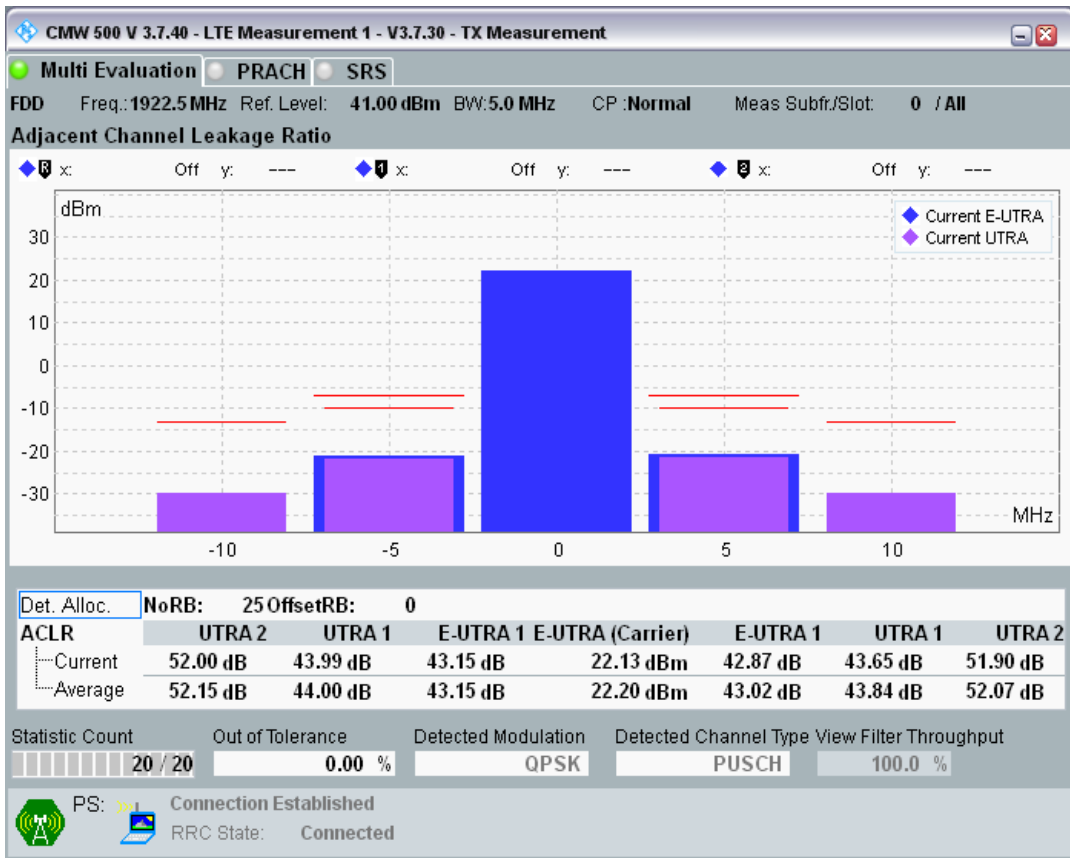 CMW 500 V 3.7.40 - LTE Measurement 1 - V3.7.30 - TX Measurement
Multi Evaluation PRACH SRS
FDD Freq.:1922.5 MHz Ref. Level: 41.00 dBm BW:5.0 MHz CP :Normal Meas Subfr./Slot: 0 / All
Adjacent Channel Leakage Ratio
R x: Off y: --- 1 x: Off y: --- 2 x: Off y: ---
dBm
Current E-UTRA
Current UTRA
30
20
10
0
-10
-20
-30
MHz
-10 -5 0 5 10
Det. Alloc. NoRB: 25 OffsetRB: 0
ACLR UTRA 2 UTRA 1 E-UTRA 1 E-UTRA (Carrier) E-UTRA 1 UTRA 1 UTRA 2
Current 52.00 dB 43.99 dB 43.15 dB 22.13 dBm 42.87 dB 43.65 dB 51.90 dB
Average 52.15 dB 44.00 dB 43.15 dB 22.20 dBm 43.02 dB 43.84 dB 52.07 dB
Statistic Count Out of Tolerance Detected Modulation Detected Channel Type View Filter Throughput
20 / 20 0.00 % QPSK PUSCH 100.0 %
PS: Connection Established
RRC State: Connected